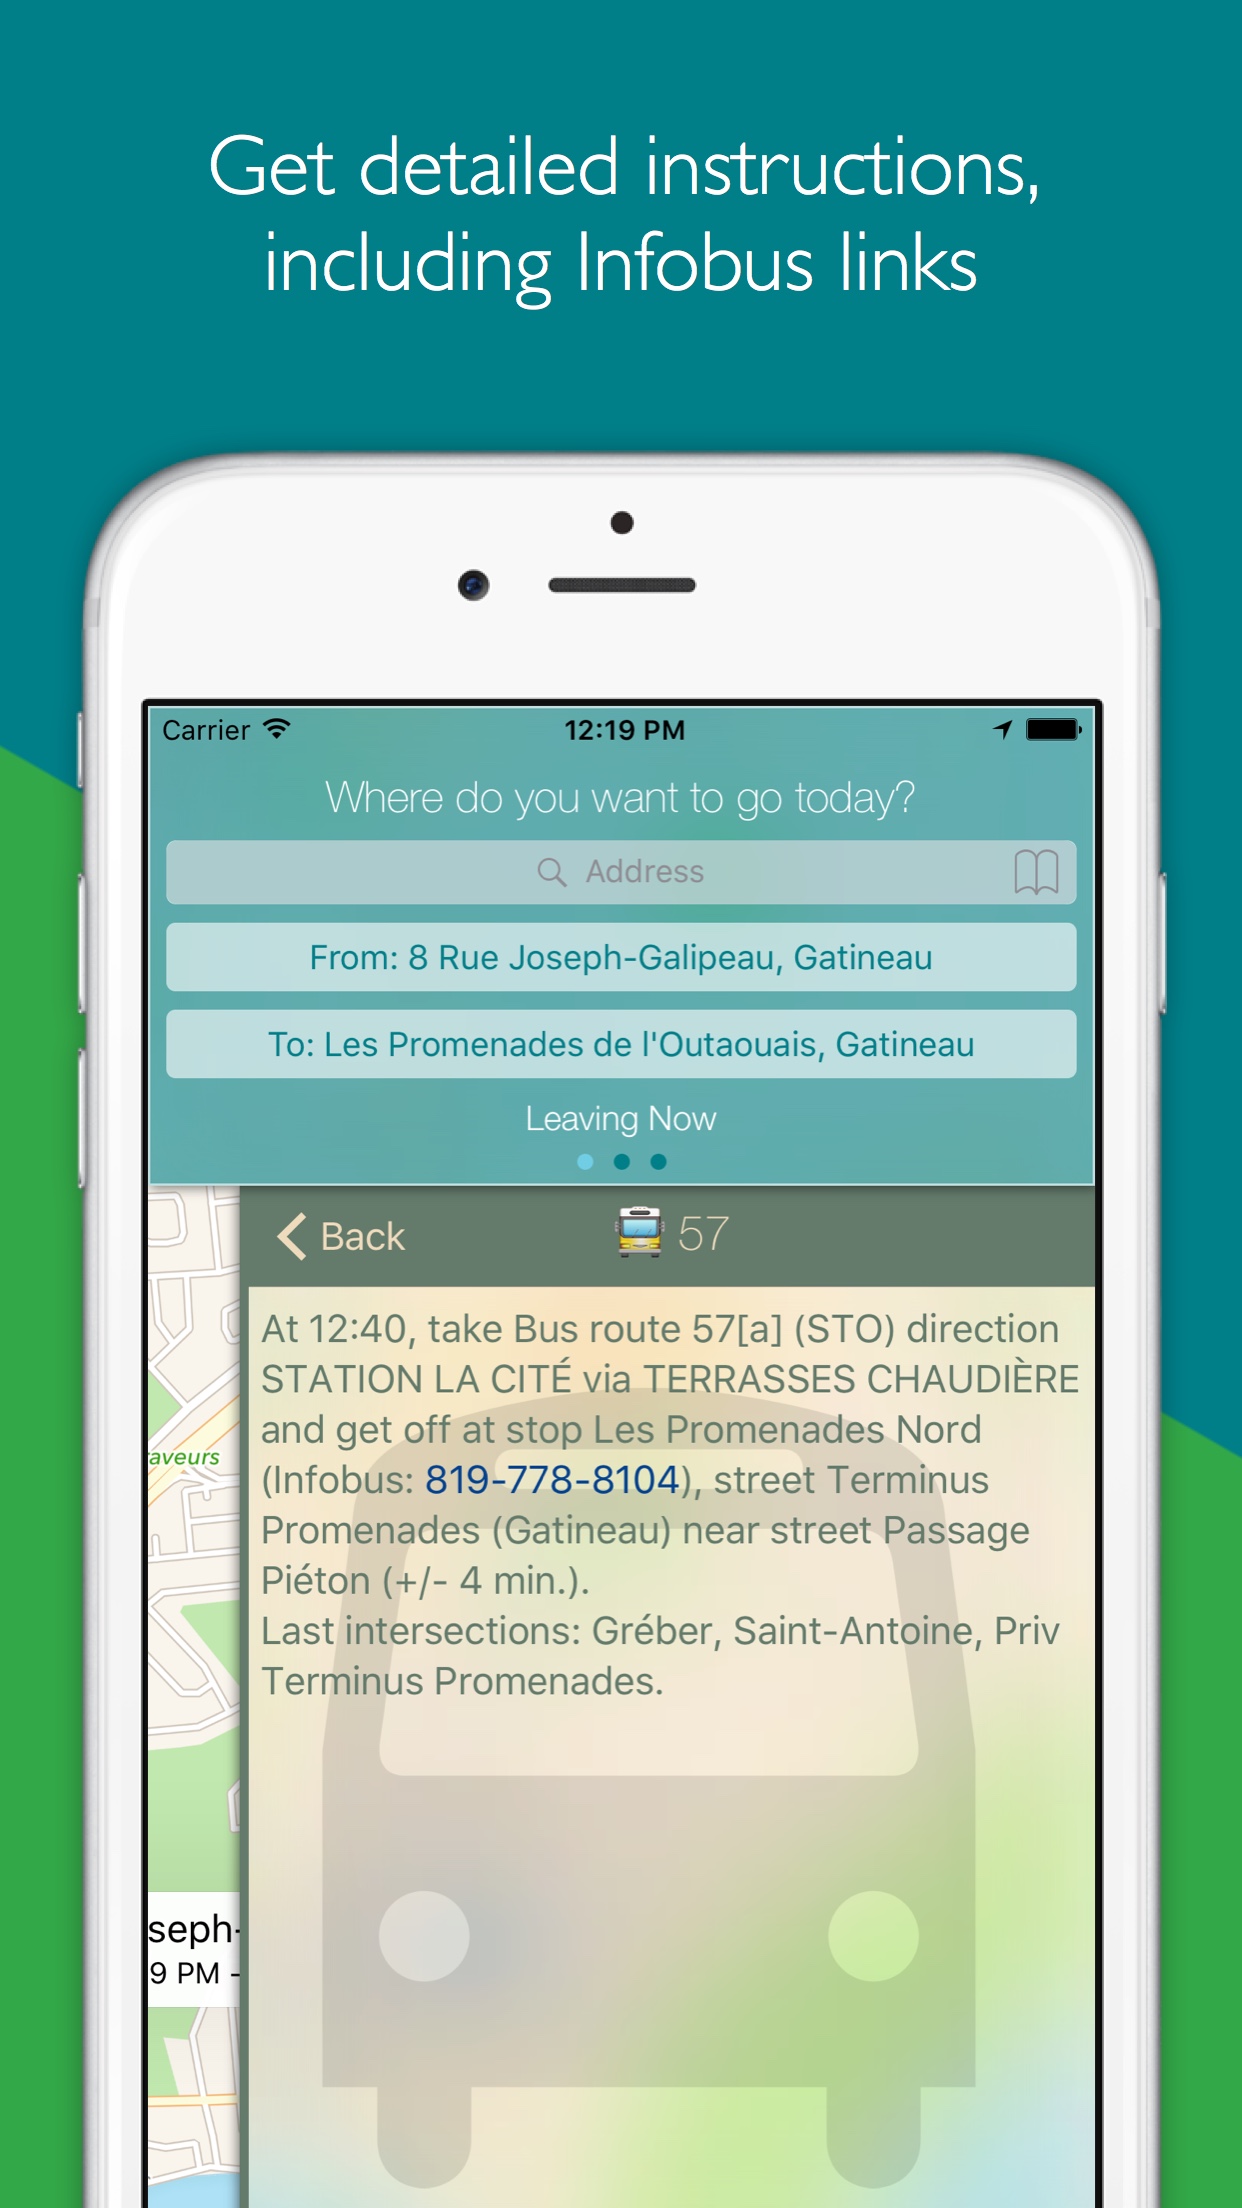 Get detailed instructions,
including Infobus links
Carrier
12:19 PM
Where do you want to go today?
Address
From: 8 Rue Joseph-Galipeau, Gatineau
To: Les Promenades de l'Outaouais, Gatineau
Leaving Now
Back
57
At 12:40, take Bus route 57[a] (STO) direction
STATION LA CITÉ via TERRASSES CHAUDIÈRE
and get off at stop Les Promenades Nord
(Infobus: 819-778-8104), street Terminus
Promenades (Gatineau) near street Passage
Piéton (+/- 4 min.).
Last intersections: Gréber, Saint-Antoine, Priv
Terminus Promenades.
raveurs
seph-
9 PM -